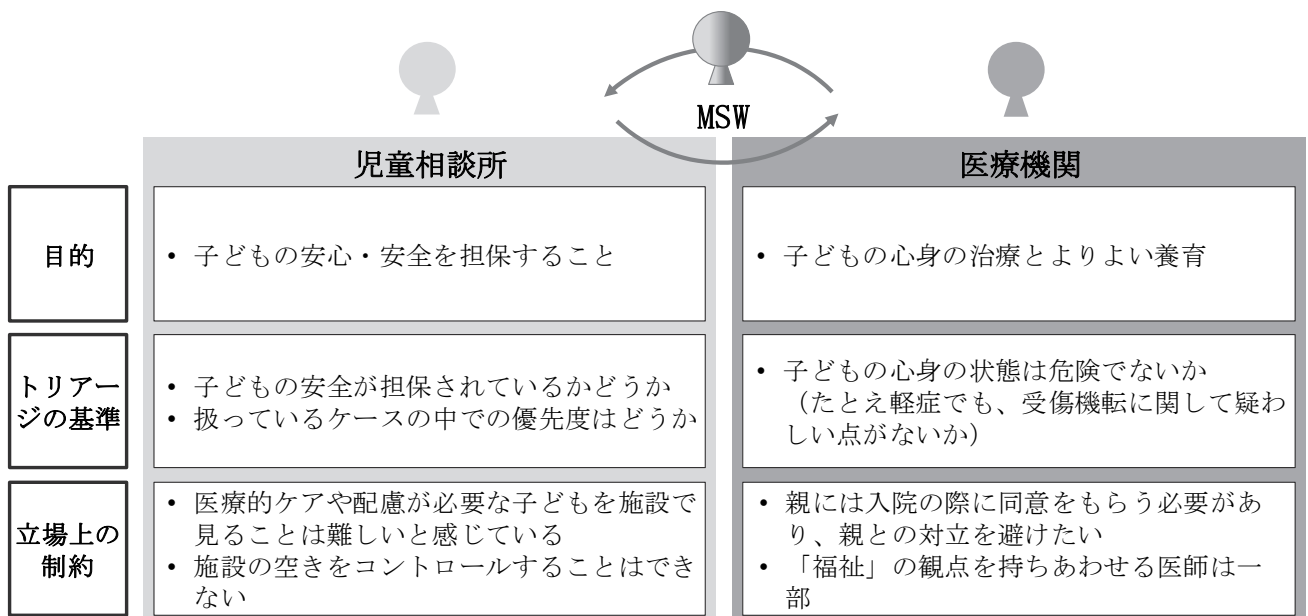 MSW
児童相談所
医療機関
目的
• 子どもの安心・安全を担保すること
• 子どもの心身の治療とよりよい養育
トリアー
ジの基準
• 子どもの安全が担保されているかどうか
• 扱っているケースの中での優先度はどうか
• 子どもの心身の状態は危険でないか
（たとえ軽症でも、受傷機転に関して疑わ
しい点がないか）
立場上の
制約
• 医療的ケアや配慮が必要な子どもを施設で
見ることは難しいと感じている
• 施設の空きをコントロールすることはでき
ない
• 親には入院の際に同意をもらう必要があ
り、親との対立を避けたい
• 「福祉」の観点を持ちあわせる医師は一
部